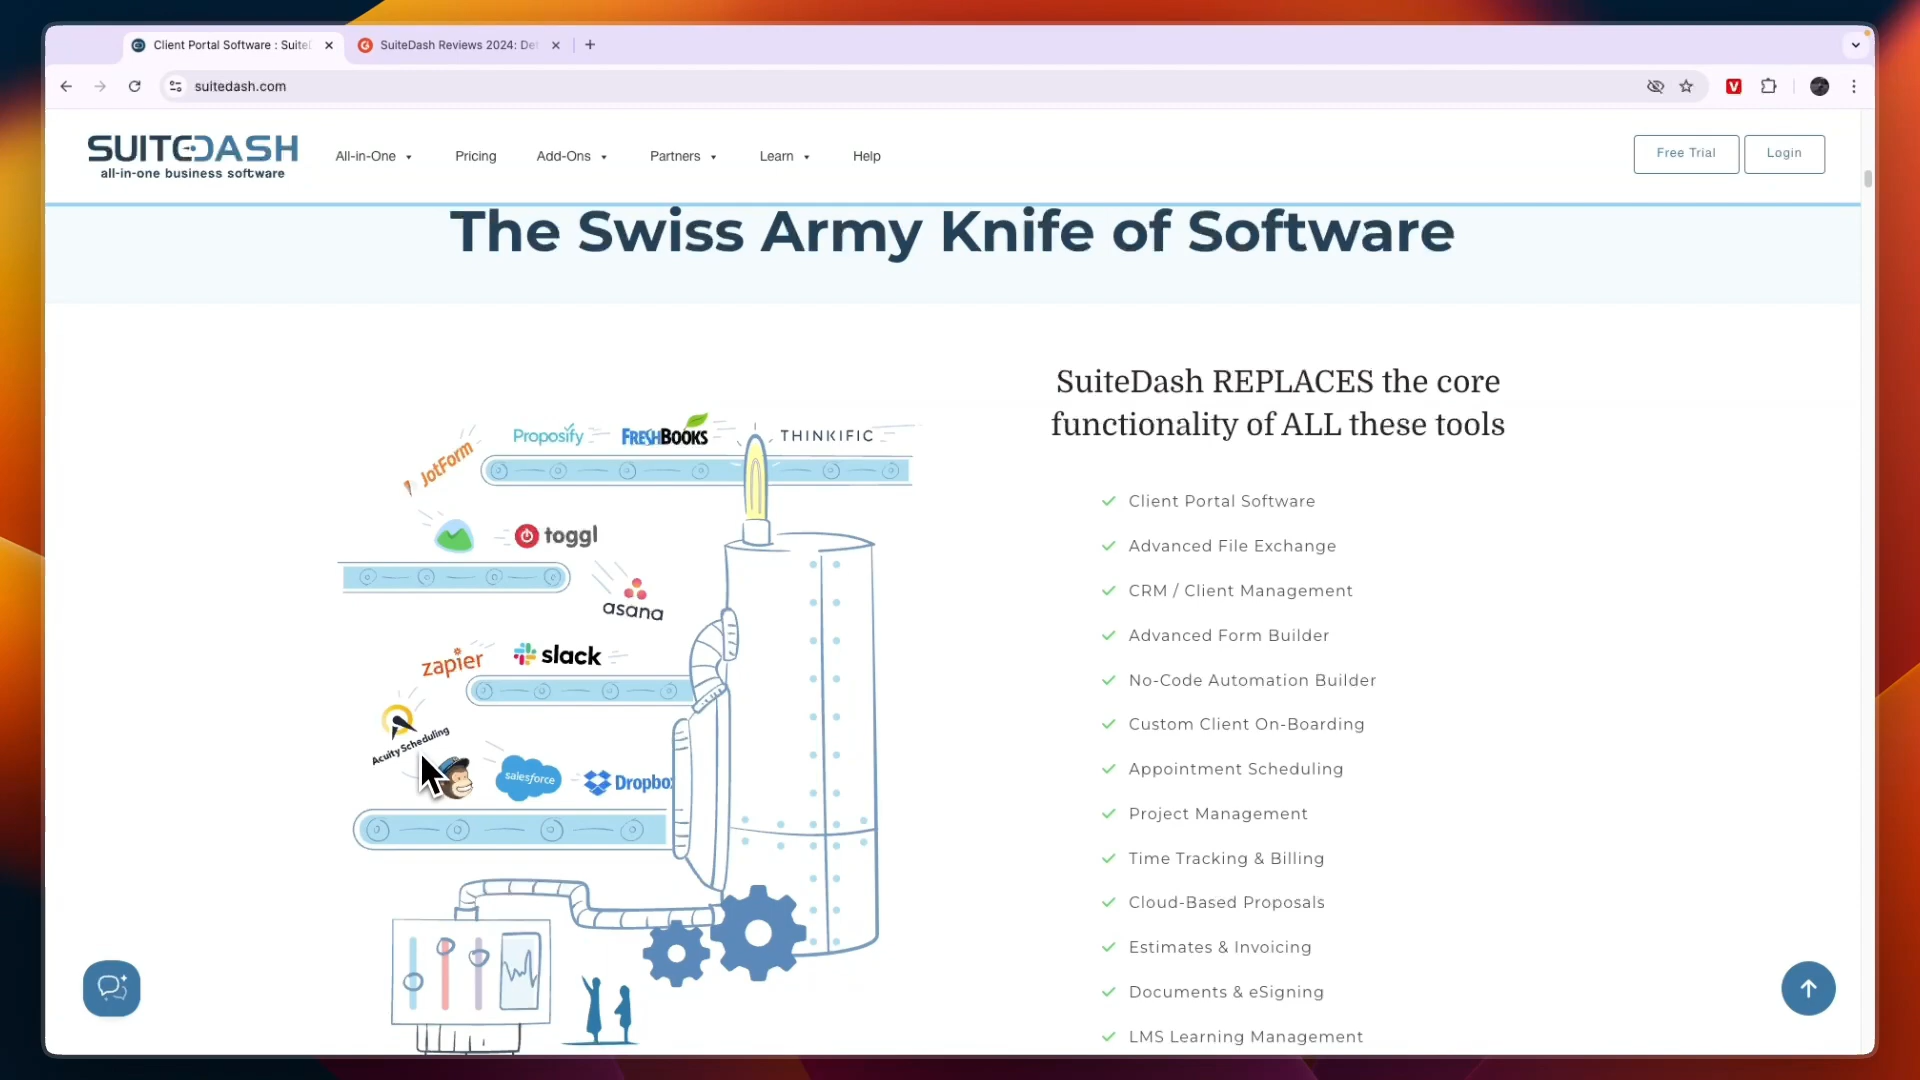 Client Portal Software : Suite
SuiteDash Reviews 2024: De
suitedash.com
SUITEDASH
all-in-one business software
All-in-One
Pricing
Add-Ons
Partners
Learn
Help
Free Trial
Login
The Swiss Army Knife of Software
SuiteDash REPLACES the core
functionality of ALL these tools
JotForm
Proposify
FRESHBOOKS
THINKIFIC
toggl
asana
zapier
slack
Acuity Scheduling
salesforce
Dropbo
Client Portal Software
Advanced File Exchange
CRM / Client Management
Advanced Form Builder
No-Code Automation Builder
Custom Client On-Boarding
Appointment Scheduling
Project Management
Time Tracking & Billing
Cloud-Based Proposals
Estimates & Invoicing
Documents & eSigning
LMS Learning Management